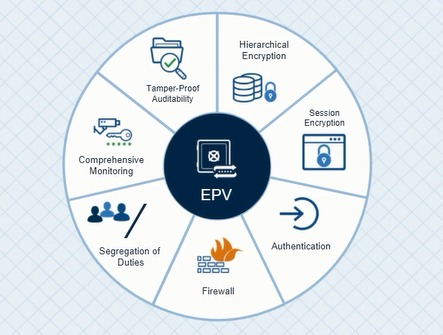 Hierarchical
Encryption
Session
Encryption
Authentication
Firewall
Segregation of
Duties
Comprehensive
Monitoring
Tamper-Proof
Auditability
EPV